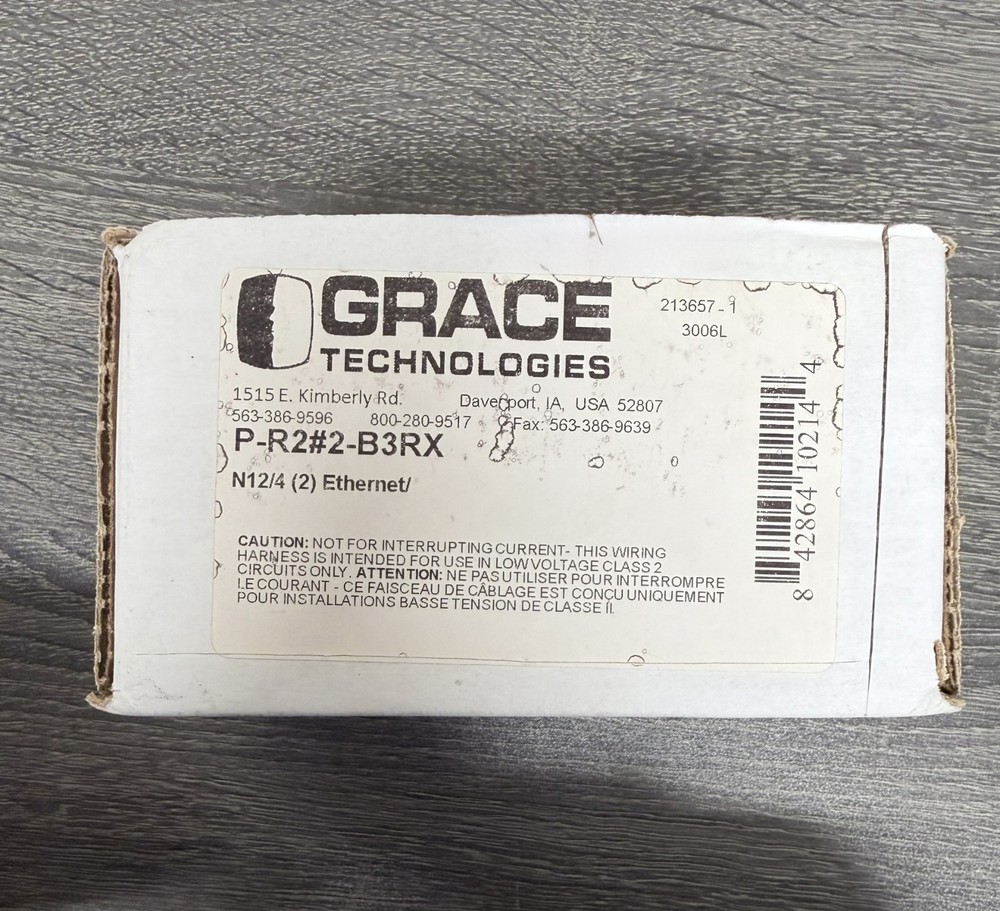 GRACE
TECHNOLOGIES
213657-1
3006L
1515 E. Kimberly Rd. Davenport, IA, USA 52807
563-386-9596 800-280-9517 Fax: 563-386-9639
P-R2#2-B3RX
N12/4 (2) Ethernet/
CAUTION: NOT FOR INTERRUPTING CURRENT- THIS WIRING
HARNESS IS INTENDED FOR USE IN LOW VOLTAGE CLASS 2
CIRCUITS ONLY. ATTENTION: NE PAS UTILISER POUR INTERROMPRE
LE COURANT - CE FAISCEAU DE CÂBLAGE EST CONÇU UNIQUEMENT
POUR INSTALLATIONS BASSE TENSION DE CLASSE II.
8 42864 10214 4